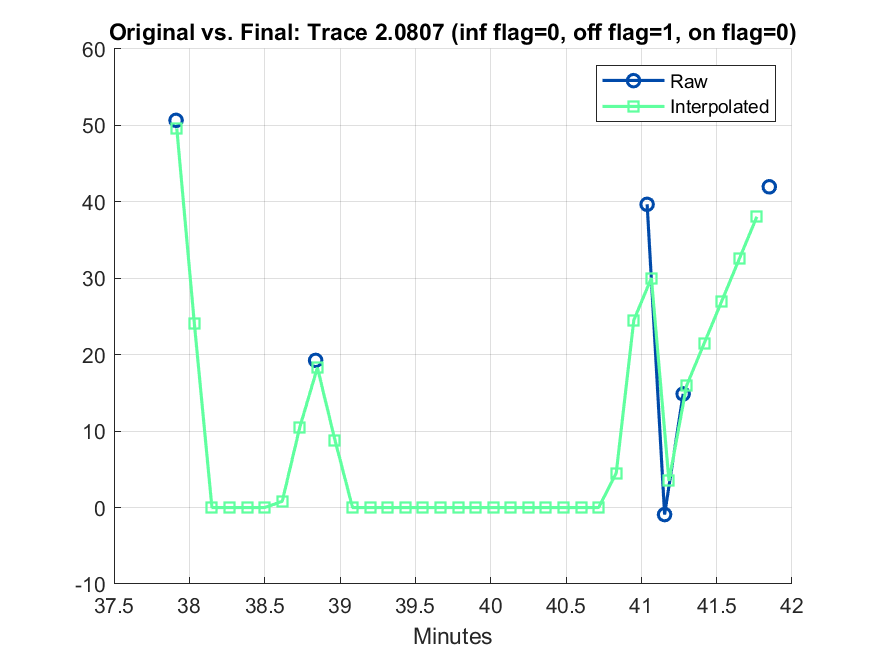 Original vs. Final: Trace 2.0807 (inf flag=0, off flag=1, on flag=0)
60
50
40
30
20
10
0
-10
Raw
Interpolated
37.5 38 38.5 39 39.5 40 40.5 41 41.5 42
Minutes